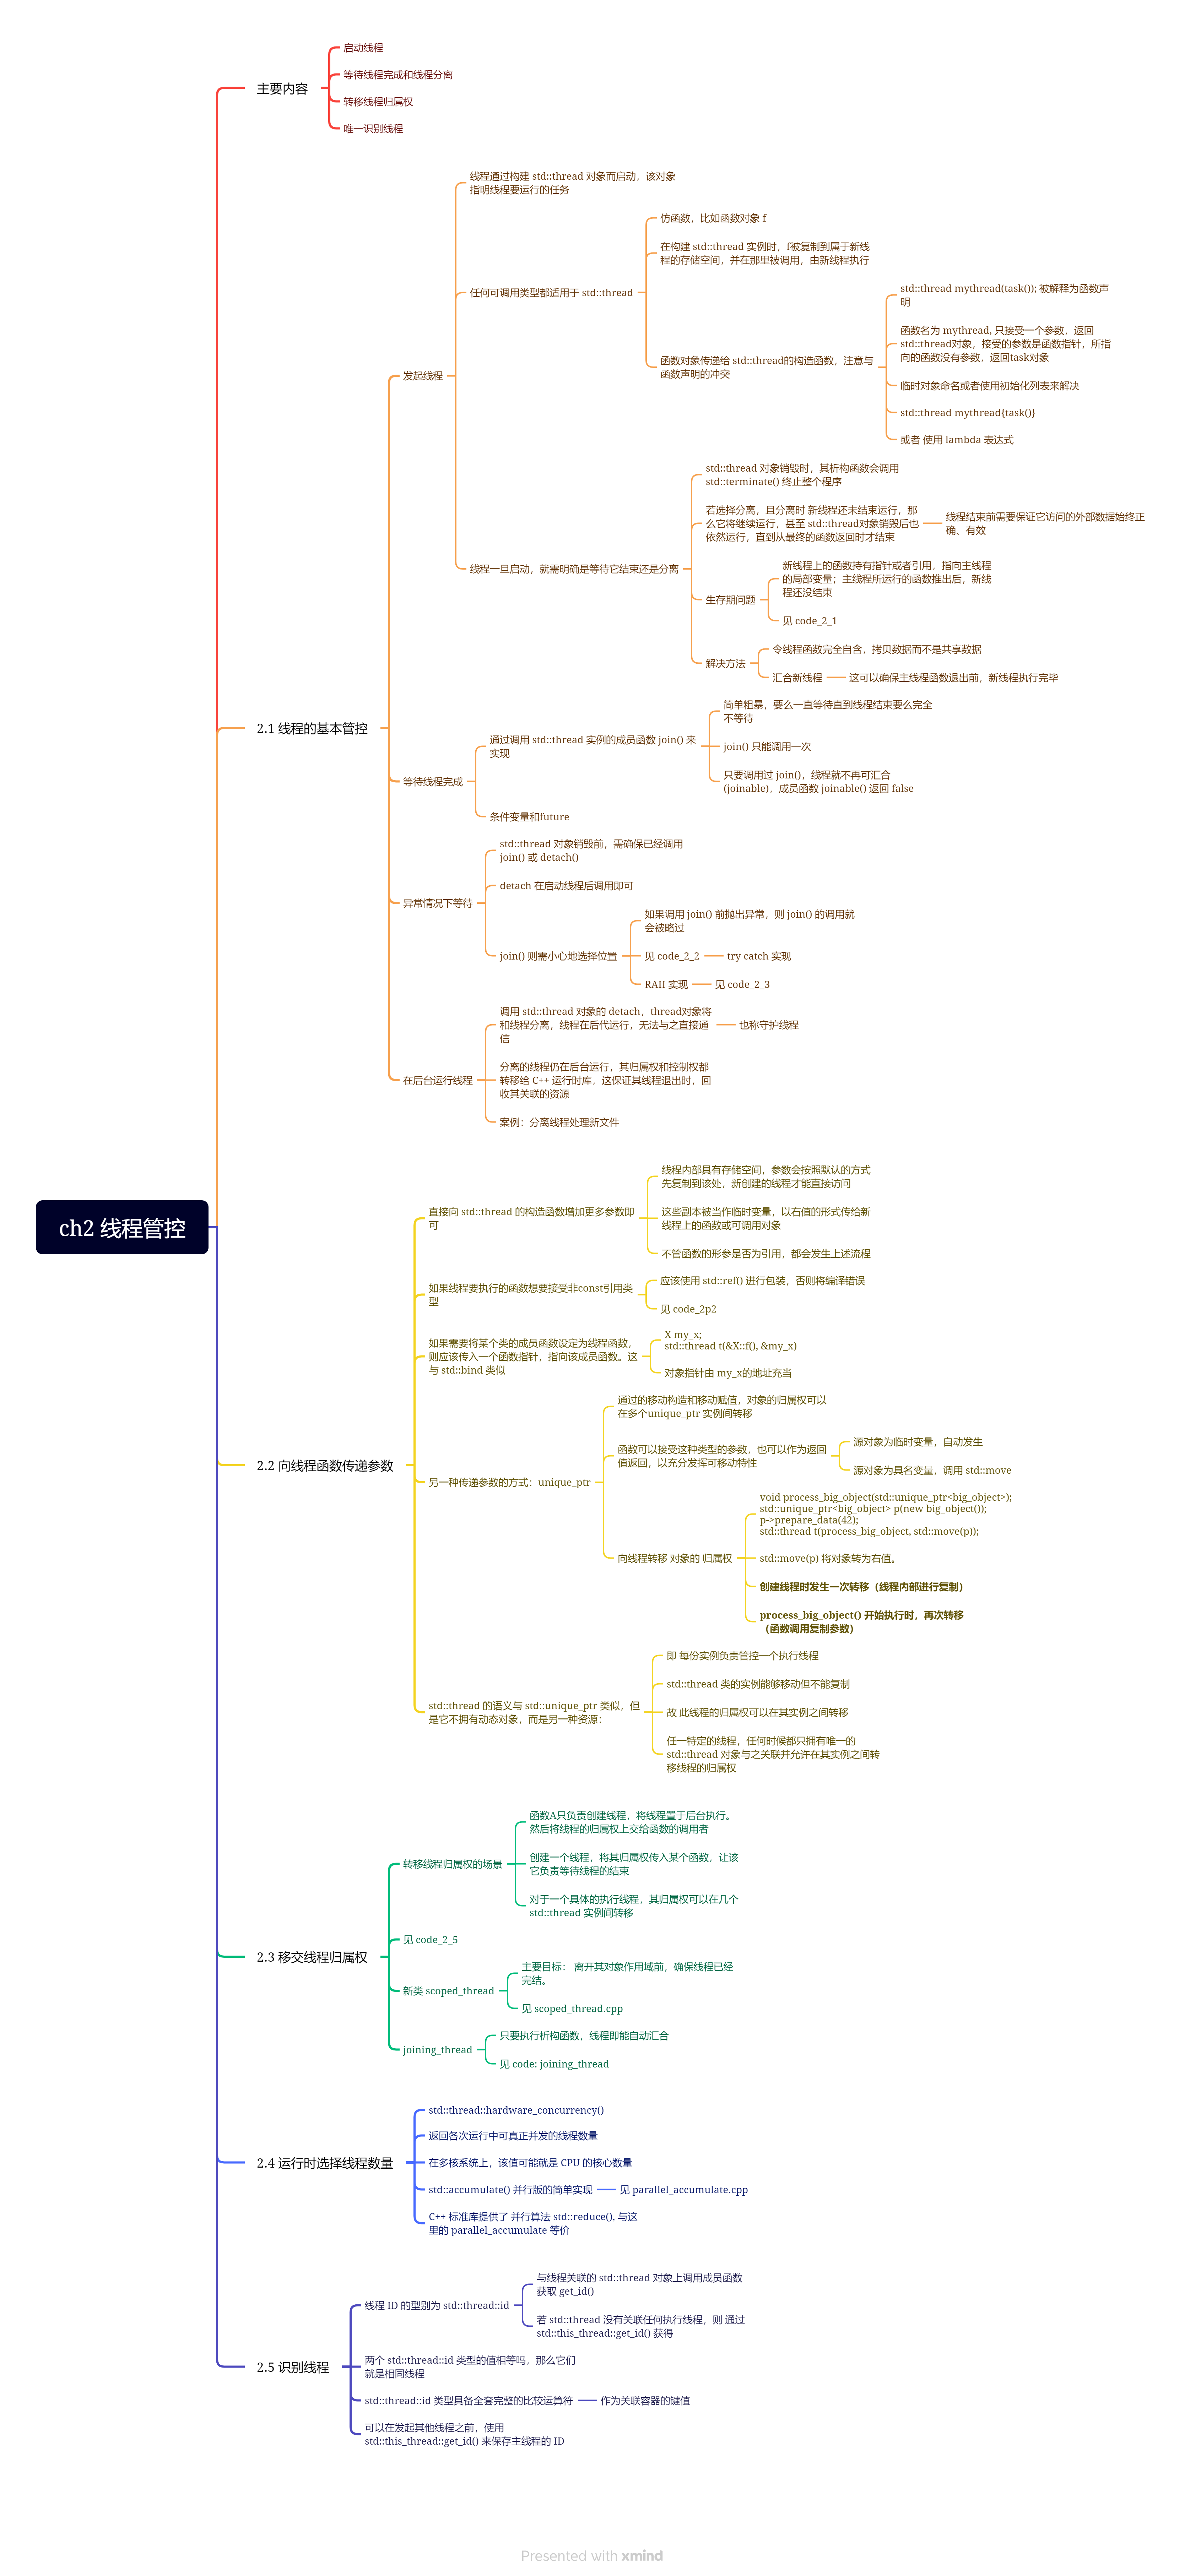 ch2 线程管控
主要内容
启动线程
等待线程完成和线程分离
转移线程归属权
唯一识别线程
2.1 线程的基本管控
发起线程
线程通过构建 std::thread 对象而启动，该对象
指明线程要运行的任务
任何可调用类型都适用于 std::thread
仿函数，比如函数对象 f
在构建 std::thread 实例时，f被复制到属于新线
程的存储空间，并在那里被调用，由新线程执行
函数对象传递给 std::thread的构造函数，注意与
函数声明的冲突
std::thread mythread(task()); 被解释为函数声
明
函数名为 mythread, 只接受一个参数，返回
std::thread对象，接受的参数是函数指针，所指
向的函数没有参数，返回task对象
临时对象命名或者使用初始化列表来解决
std::thread mythread{task()}
或者 使用 lambda 表达式
线程一旦启动，就需明确是等待它结束还是分离
std::thread 对象销毁时，其析构函数会调用
std::terminate() 终止整个程序
若选择分离，且分离时 新线程还未结束运行，那
么它将继续运行，甚至 std::thread对象销毁后也
依然运行，直到从最终的函数返回时才结束
线程结束前需要保证它访问的外部数据始终正
确、有效
生存期问题
新线程上的函数持有指针或者引用，指向主线程
的局部变量；主线程所运行的函数推出后，新线
程还没结束
见 code_2_1
解决方法
令线程函数完全自含，拷贝数据而不是共享数据
汇合新线程
这可以确保主线程函数退出前，新线程执行完毕
等待线程完成
通过调用 std::thread 实例的成员函数 join() 来
实现
简单粗暴，要么一直等待直到线程结束要么完全
不等待
join() 只能调用一次
只要调用过 join()，线程就不再可汇合
(joinable)，成员函数 joinable() 返回 false
条件变量和future
异常情况下等待
std::thread 对象销毁前，需确保已经调用
join() 或 detach()
detach 在启动线程后调用即可
join() 则需小心地选择位置
如果调用 join() 前抛出异常，则 join() 的调用就
会被略过
见 code_2_2
try catch 实现
RAII 实现
见 code_2_3
在后台运行线程
调用 std::thread 对象的 detach，thread对象将
和线程分离，线程在后代运行，无法与之直接通
信
也称守护线程
分离的线程仍在后台运行，其归属权和控制权都
转移给 C++ 运行时库，这保证其线程退出时，回
收其关联的资源
案例：分离线程处理新文件
2.2 向线程函数传递参数
直接向 std::thread 的构造函数增加更多参数即
可
线程内部具有存储空间，参数会按照默认的方式
先复制到该处，新创建的线程才能直接访问
这些副本被当作临时变量，以右值的形式传给新
线程上的函数或可调用对象
不管函数的形参是否为引用，都会发生上述流程
如果线程要执行的函数想要接受非const引用类
型
应该使用 std::ref() 进行包装，否则将编译错误
见 code_2p2
如果需要将某个类的成员函数设定为线程函数，
则应该传入一个函数指针，指向该成员函数。这
与 std::bind 类似
X my_x;
std::thread t(&X::f(), &my_x)
对象指针由 my_x的地址充当
另一种传递参数的方式：unique_ptr
通过的移动构造和移动赋值，对象的归属权可以
在多个unique_ptr 实例间转移
函数可以接受这种类型的参数，也可以作为返回
值返回，以充分发挥可移动特性
源对象为临时变量，自动发生
源对象为具名变量，调用 std::move
向线程转移 对象的 归属权
void process_big_object(std::unique_ptr<big_object>);
std::unique_ptr<big_object> p(new big_object());
p->prepare_data(42);
std::thread t(process_big_object, std::move(p));
std::move(p) 将对象转为右值。
创建线程时发生一次转移（线程内部进行复制）
process_big_object() 开始执行时，再次转移
（函数调用复制参数）
std::thread 的语义与 std::unique_ptr 类似，但
是它不拥有动态对象，而是另一种资源：
即 每份实例负责管控一个执行线程
std::thread 类的实例能够移动但不能复制
故 此线程的归属权可以在其实例之间转移
任一特定的线程，任何时候都只拥有唯一的
std::thread 对象与之关联并允许在其实例之间转
移线程的归属权
2.3 移交线程归属权
转移线程归属权的场景
函数A只负责创建线程，将线程置于后台执行。
然后将线程的归属权上交给函数的调用者
创建一个线程，将其归属权传入某个函数，让该
它负责等待线程的结束
对于一个具体的执行线程，其归属权可以在几个
std::thread 实例间转移
见 code_2_5
新类 scoped_thread
主要目标： 离开其对象作用域前，确保线程已经
完结。
见 scoped_thread.cpp
joining_thread
只要执行析构函数，线程即能自动汇合
见 code: joining_thread
2.4 运行时选择线程数量
std::thread::hardware_concurrency()
返回各次运行中可真正并发的线程数量
在多核系统上，该值可能就是 CPU 的核心数量
std::accumulate() 并行版的简单实现
见 parallel_accumulate.cpp
C++ 标准库提供了 并行算法 std::reduce(), 与这
里的 parallel_accumulate 等价
2.5 识别线程
线程 ID 的型别为 std::thread::id
与线程关联的 std::thread 对象上调用成员函数
获取 get_id()
若 std::thread 没有关联任何执行线程，则 通过
std::this_thread::get_id() 获得
两个 std::thread::id 类型的值相等吗，那么它们
就是相同线程
std::thread::id 类型具备全套完整的比较运算符
作为关联容器的键值
可以在发起其他线程之前，使用
std::this_thread::get_id() 来保存主线程的 ID
Presented with xmind